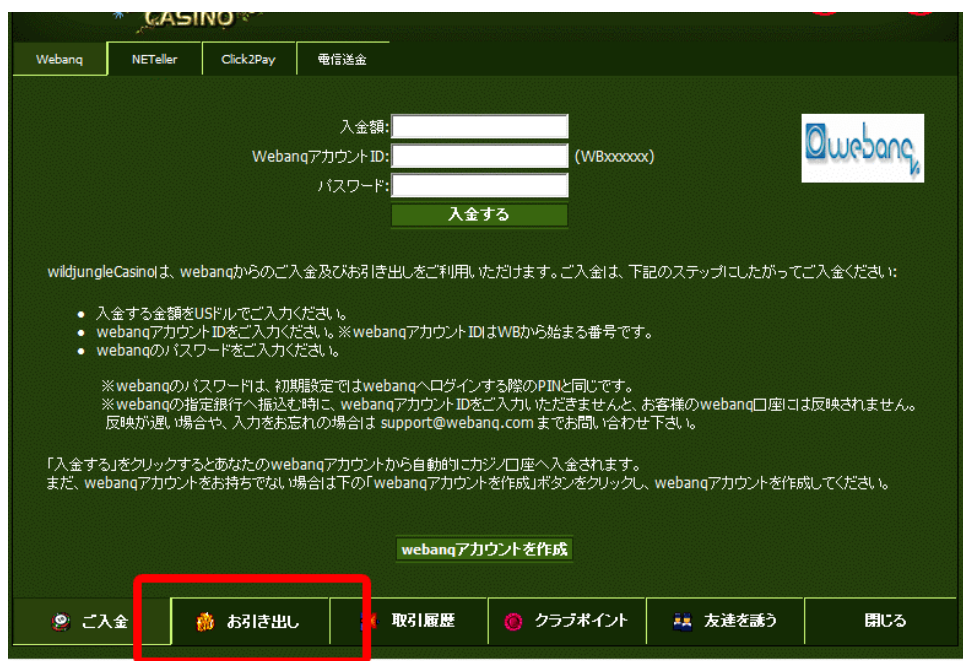 CASINO
Webanq NETeller Click2Pay 電信送金
入金額:
WebanqアカウントID: (WBxxxxxx)
webanq
パスワード:
入金する
wildjungleCasinoは、webanqからのご入金及びお引き出しをご利用いただけます。ご入金は、下記のステップにしたがってご入金ください:
● 入金する金額をUSドルでご入力ください。
● webanqアカウントIDをご入力ください。※webanqアカウントIDはWBから始まる番号です。
● webanqのパスワードをご入力ください。
※webanqのパスワードは、初期設定ではwebanqへログインする際のPINと同じです。
※webanqの指定銀行へ振込む時に、webanqアカウントIDをご入力いただきませんと、お客様のwebanq口座には反映されません。
反映が遅い場合や、入力をお忘れの場合は support@webanq.com までお問い合わせ下さい。
「入金する」をクリックするとあなたのwebanqアカウントから自動的にカジノ口座へ入金されます。
まだ、webanqアカウントをお持ちでない場合は下の「webanqアカウントを作成」ボタンをクリックし、webanqアカウントを作成してください。
webanqアカウントを作成
ご入金 お引き出し 取引履歴 クラブポイント 友達を誘う 閉じる